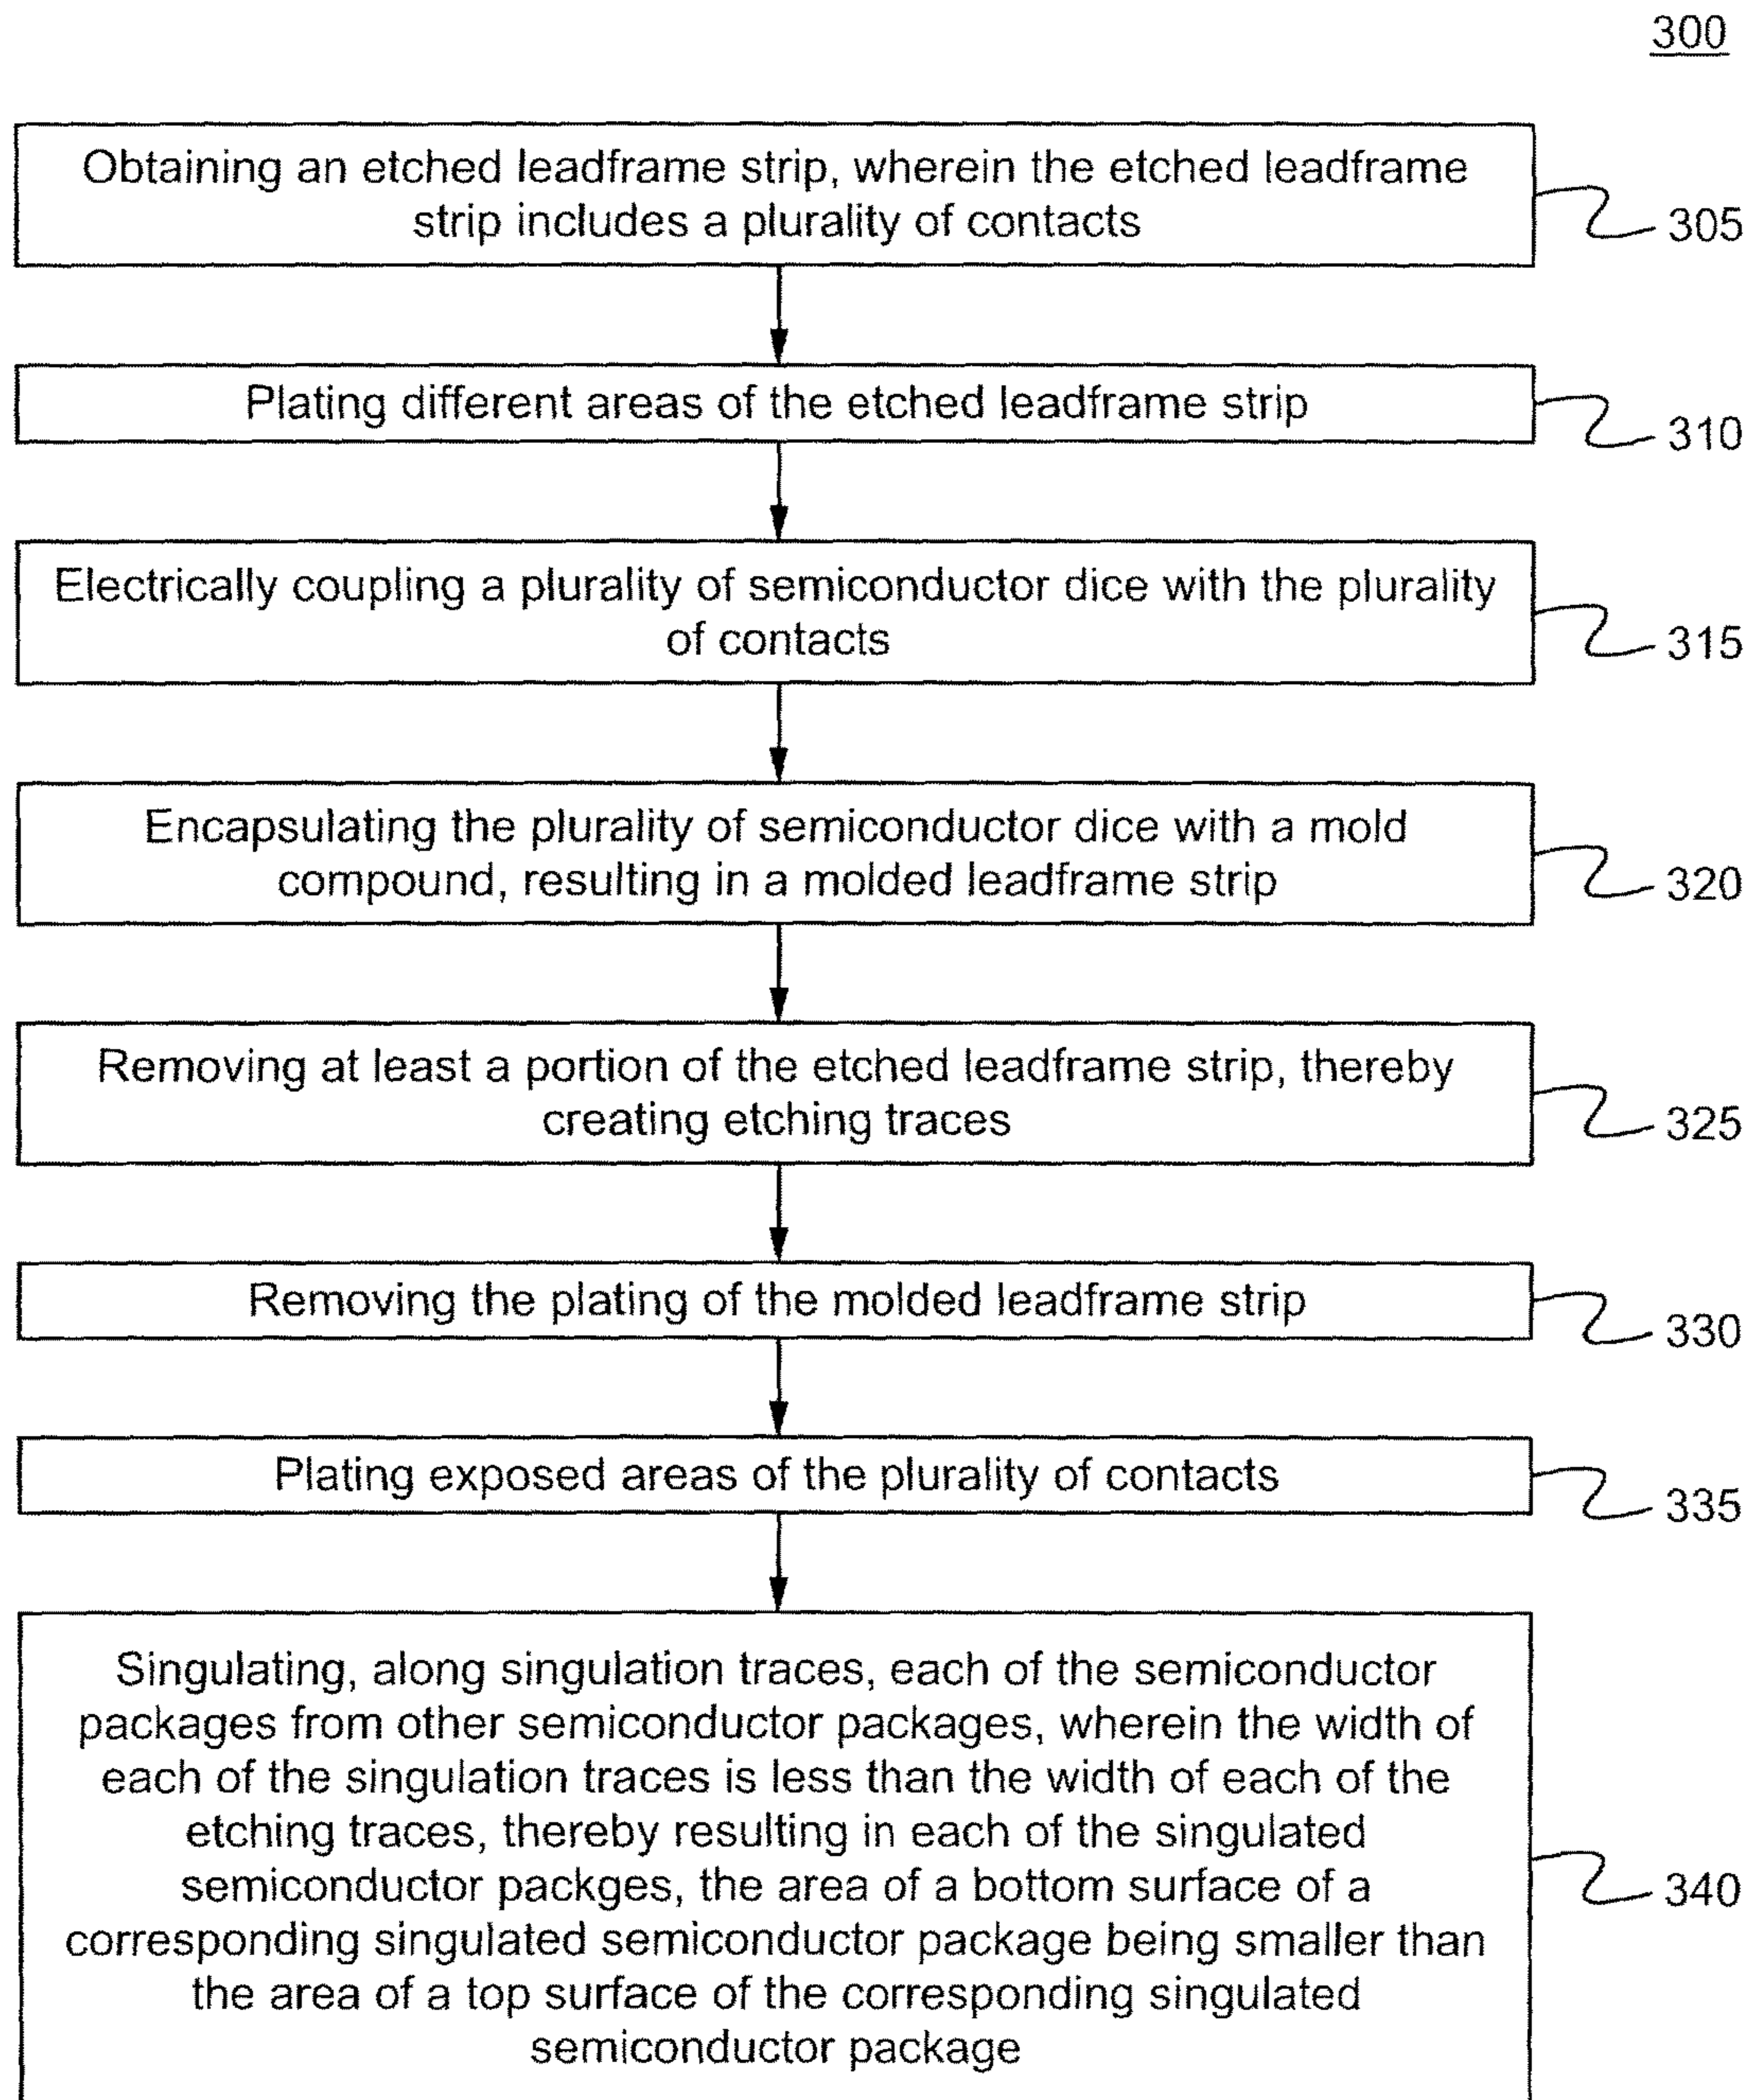 300
Obtaining an etched leadframe strip, wherein the etched leadframe
strip includes a plurality of contacts
305
Plating different areas of the etched leadframe strip
310
Electrically coupling a plurality of semiconductor dice with the plurality
of contacts
315
Encapsulating the plurality of semiconductor dice with a mold
compound, resulting in a molded leadframe strip
320
Removing at least a portion of the etched leadframe strip, thereby
creating etching traces
325
Removing the plating of the molded leadframe strip
330
Plating exposed areas of the plurality of contacts
335
Singulating, along singulation traces, each of the semiconductor
packages from other semiconductor packages, wherein the width of
each of the singulation traces is less than the width of each of the
etching traces, thereby resulting in each of the singulated
semiconductor packges, the area of a bottom surface of a
corresponding singulated semiconductor package being smaller than
the area of a top surface of the corresponding singulated
semiconductor package
340